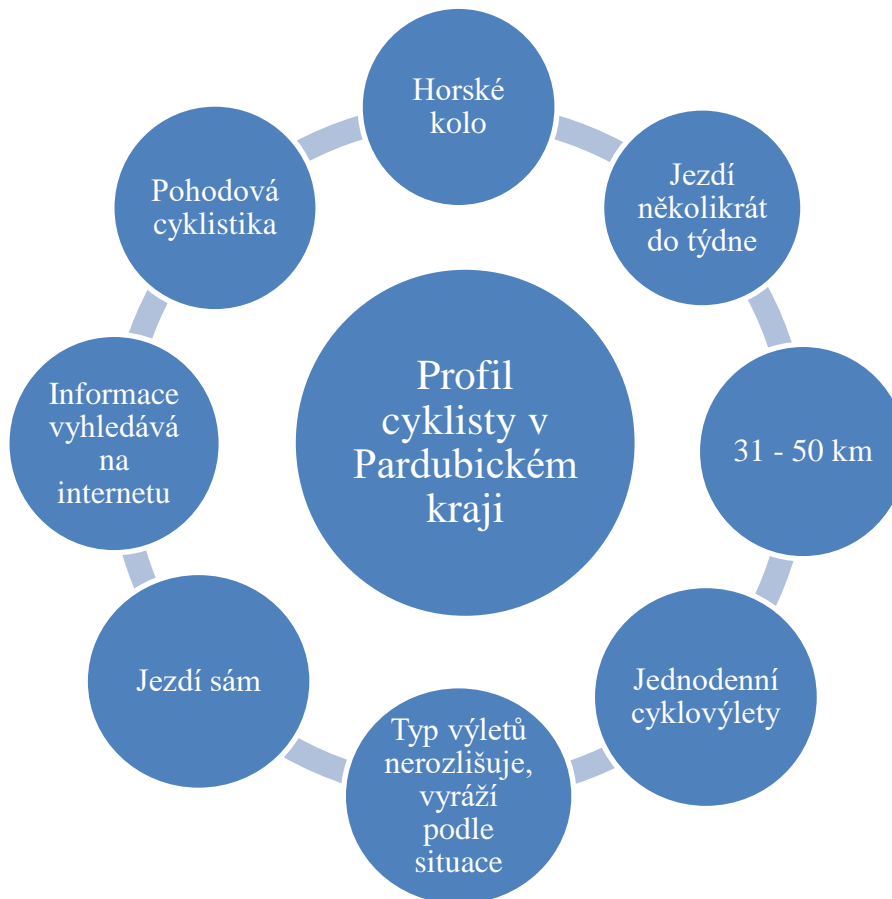 Horské
kolo
Jezdí
několikrát
do týdne
31 - 50 km
Jednodenní
cyklovýlety
Typ výletů
nerozlišuje,
vyráží
podle
situace
Jezdí sám
Informace
vyhledává
na
internetu
Pohodová
cyklistika
Profil
cyklisty v
Pardubickém
kraji